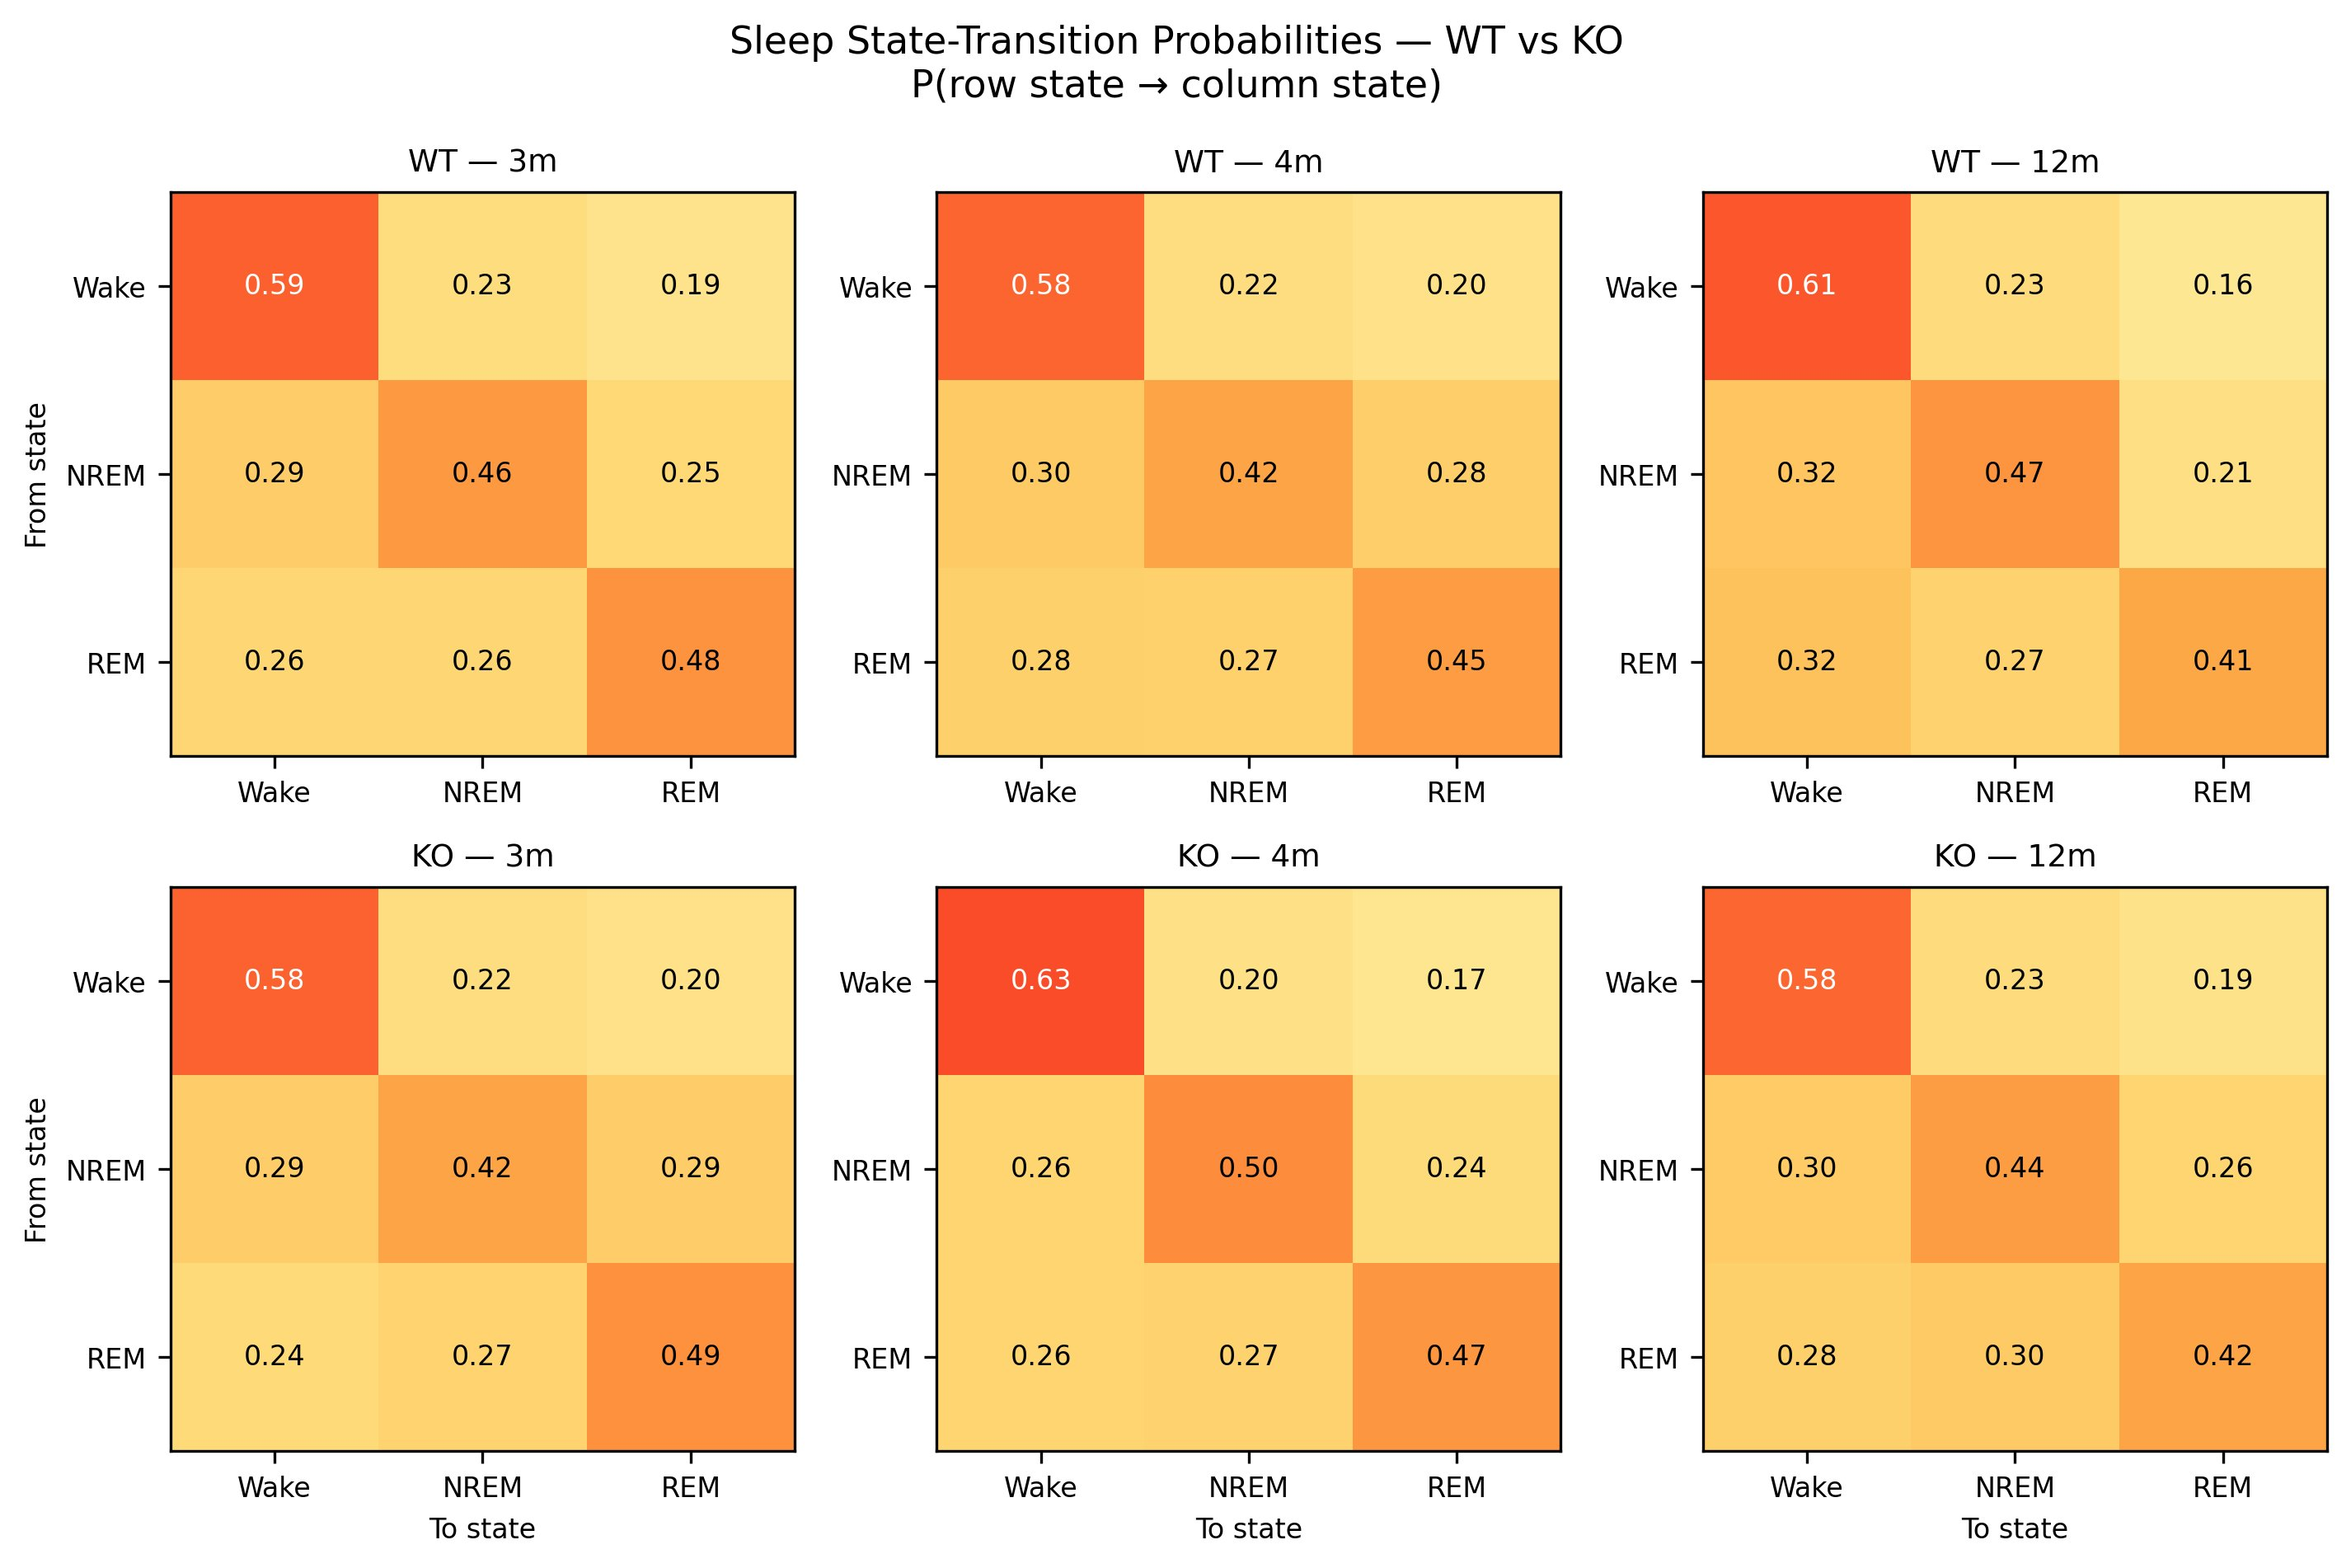 Sleep State-Transition Probabilities — WT vs KO
P(row state → column state)
WT — 3m
WT — 4m
WT — 12m
From state
Wake 0.59 0.23 0.19
NREM 0.29 0.46 0.25
REM 0.26 0.26 0.48
Wake NREM REM
Wake 0.58 0.22 0.20
NREM 0.30 0.42 0.28
REM 0.28 0.27 0.45
Wake NREM REM
Wake 0.61 0.23 0.16
NREM 0.32 0.47 0.21
REM 0.32 0.27 0.41
Wake NREM REM
KO — 3m
KO — 4m
KO — 12m
From state
Wake 0.58 0.22 0.20
NREM 0.29 0.42 0.29
REM 0.24 0.27 0.49
Wake NREM REM
To state
Wake 0.63 0.20 0.17
NREM 0.26 0.50 0.24
REM 0.26 0.27 0.47
Wake NREM REM
To state
Wake 0.58 0.23 0.19
NREM 0.30 0.44 0.26
REM 0.28 0.30 0.42
Wake NREM REM
To state